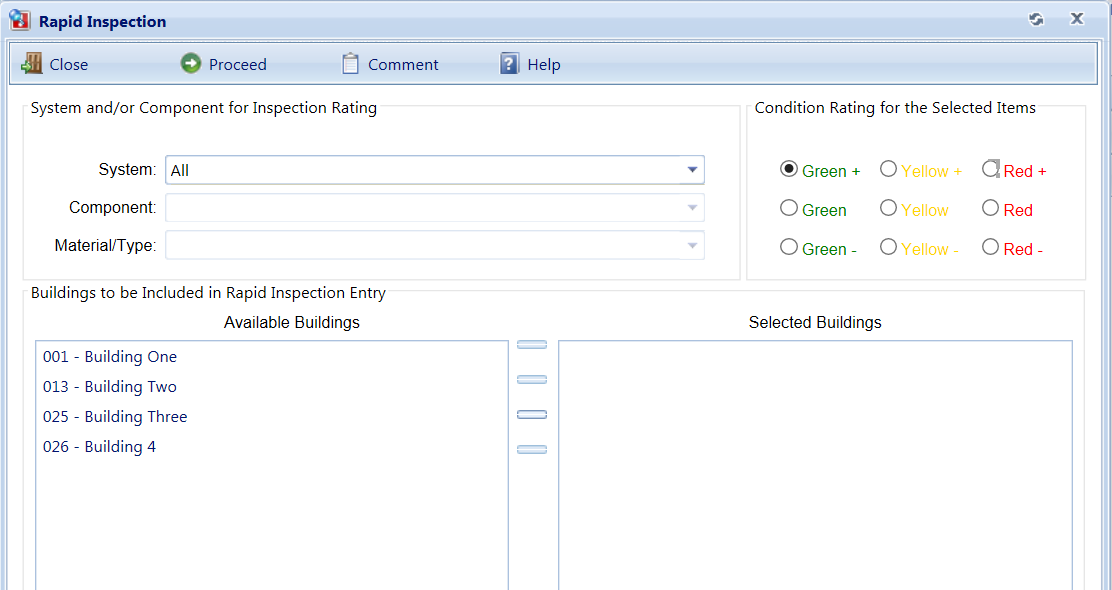 Rapid Inspection
Close Proceed Comment Help
System and/or Component for Inspection Rating
System: All
Component:
Material/Type:
Condition Rating for the Selected Items
Green + Yellow + Red +
Green Yellow Red
Green - Yellow - Red -
Buildings to be Included in Rapid Inspection Entry
Available Buildings
001 - Building One
013 - Building Two
025 - Building Three
026 - Building 4
Selected Buildings